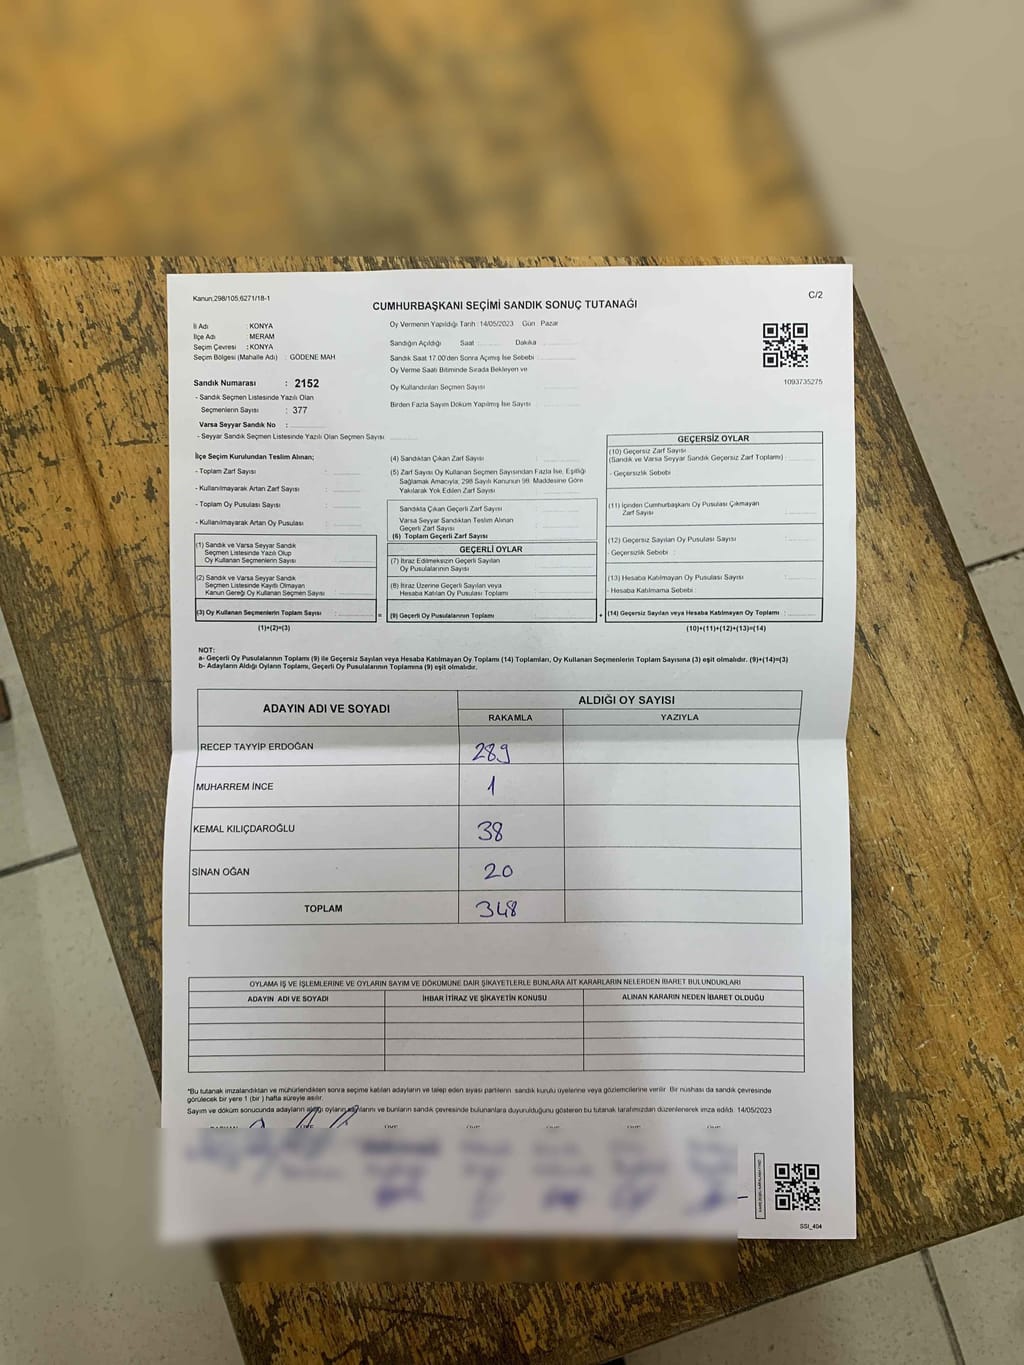 Kanun,298/105,6271/18-1
C/2
CUMHURBAŞKANI SEÇİMİ SANDIK SONUÇ TUTANAĞI
İl Adı : KONYA
İlçe Adı : MERAM
Seçim Çevresi : KONYA
Seçim Bölgesi (Mahalle Adı) : GÖDENE MAH
Sandık Numarası : 2152
- Sandık Seçmen Listesinde Yazılı Olan
Seçmenlerin Sayısı : 377
Varsa Seyyar Sandık No :
- Seyyar Sandık Seçmen Listesinde Yazılı Olan Seçmen Sayısı
Oy Vermenin Yapıldığı Tarih : 14/05/2023 Gün : Pazar
Sandığın Açıldığı Saat : Dakika
Sandık Saat 17.00'den Sonra Açımış İse Sebebi :
Oy Verme Saati Bitiminde Sırada Bekleyen ve
Oy Kullandırılan Seçmen Sayısı
Birden Fazla Sayım Döküm Yapılmış İse Sayısı
1093735275
İlçe Seçim Kurulundan Teslim Alınan;
- Toplam Zarf Sayısı :
- Kullanılmayarak Artan Zarf Sayısı :
- Toplam Oy Pusulası Sayısı :
- Kullanılmayarak Artan Oy Pusulası :
(4) Sandıktan Çıkan Zarf Sayısı :
(5) Zarf Sayısı Oy Kullanan Seçmen Sayısından Fazla İse, Eşitliği
Sağlamak Amacıyla; 298 Sayılı Kanunun 98. Maddesine Göre
Yakılarak Yok Edilen Zarf Sayısı :
Sandıkta Çıkan Geçerli Zarf Sayısı
Varsa Seyyar Sandıktan Teslim Alınan
Geçerli Zarf Sayısı
(6) Toplam Geçerli Zarf Sayısı
GEÇERSİZ OYLAR
(10) Geçersiz Zarf Sayısı
(Sandık ve Varsa Seyyar Sandık Geçersiz Zarf Toplamı) :
- Geçersizlik Sebebi :
(11) İçinden Cumhurbaşkanı Oy Pusulası Çıkmayan
Zarf Sayısı
(12) Geçersiz Sayılan Oy Pusulası Sayısı
- Geçersizlik Sebebi :
(13) Hesaba Katılmayan Oy Pusulası Sayısı
- Hesaba Katılmama Sebebi :
(14) Geçersiz Sayılan veya Hesaba Katılmayan Oy Toplamı :
(10)+(11)+(12)+(13)=(14)
(1) Sandık ve Varsa Seyyar Sandık
Seçmen Listesinde Yazılı Olup
Oy Kullanan Seçmenlerin Sayısı
(2) Sandık ve Varsa Seyyar Sandık
Seçmen Listesinde Kayıtlı Olmayan
Kanun Gereği Oy Kullanan Seçmenlerin Sayısı
(3) Oy Kullanan Seçmenlerin Toplam Sayısı :
(1)+(2)=(3)
=
GEÇERLİ OYLAR
(7) İtiraz Edilmeksizin Geçerli Sayılan
Oy Pusulalarının Sayısı
(8) İtiraz Üzerine Geçerli Sayılan veya
Hesaba Katılan Oy Pusulası Toplamı
(9) Geçerli Oy Pusulalarının Toplamı
+
NOT:
a- Geçerli Oy Pusulalarının Toplamı (9) ile Geçersiz Sayılan veya Hesaba Katılmayan Oy Toplamı (14) Toplamları, Oy Kullanan Seçmenlerin Toplam Sayısına (3) eşit olmalıdır. (9)+(14)=(3)
b- Adayların Aldığı Oyların Toplamı, Geçerli Oy Pusulalarının Toplamına (9) eşit olmalıdır.
ADAYIN ADI VE SOYADI ALDIĞI OY SAYISI
RAKAMLA YAZIYLA
RECEP TAYYİP ERDOĞAN 289
MUHARREM İNCE 1
KEMAL KILIÇDAROĞLU 38
SİNAN OĞAN 20
TOPLAM 348
OYLAMA İŞ VE İŞLEMLERİNE VE OYLARIN SAYIM VE DÖKÜMÜNE DAİR ŞİKAYETLERLE BUNLARA AİT KARARLARIN NELERDEN İBARET BULUNDUKLARI
ADAYIN ADI VE SOYADI İHBAR İTİRAZ VE ŞİKAYETİN KONUSU ALINAN KARARIN NEDEN İBARET OLDUĞU
*Bu tutanak imzalandıktan ve mühürlendikten sonra seçime katılan adayların ve talep eden siyasi partilerin sandık kurulu üyelerine veya gözlemcilerine verilir. Bir nüshası da sandık çevresinde
görülecek bir yere 1 (bir) hafta süreyle asılır.
Sayım ve döküm sonucunda adayların aldığı oyların sayılarını ve bunların sandık çevresinde bulunanlara duyurulduğunu gösteren bu tutanak tarafımızdan düzenlenerek imza edildi. 14/05/2023
SSI_404